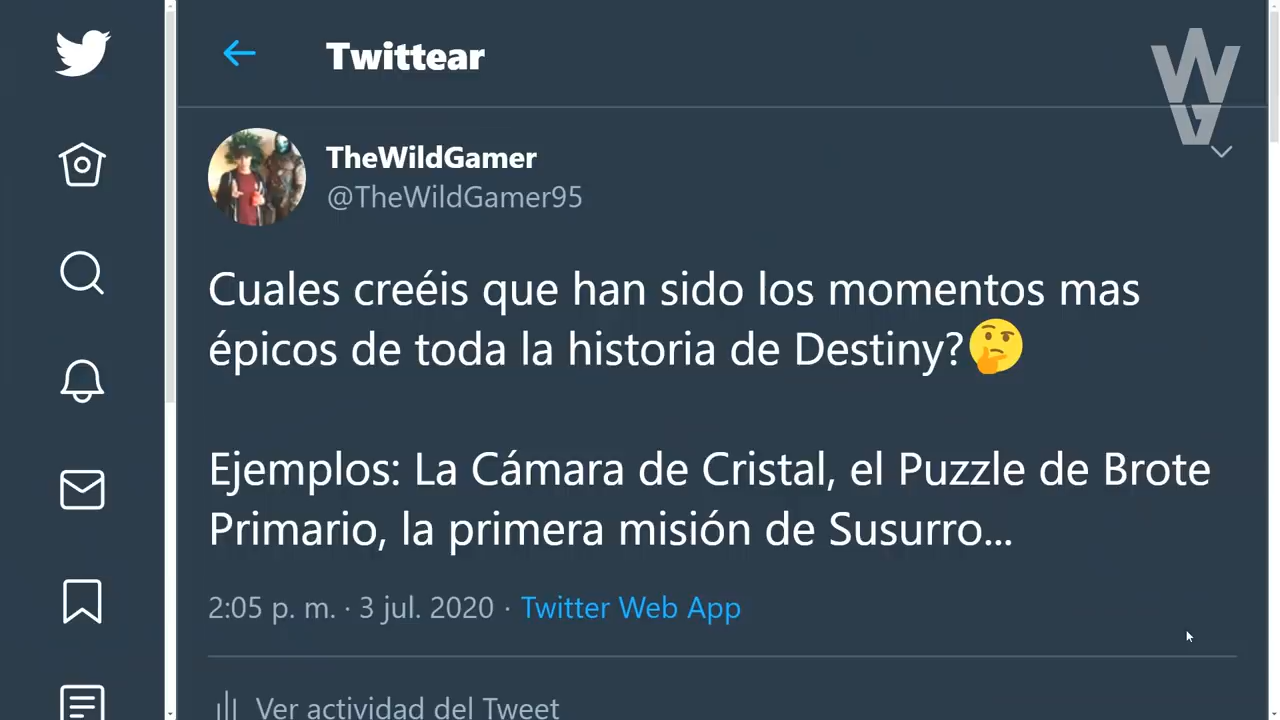 Twittear
WG
TheWildGamer
@TheWildGamer95
Cuales creéis que han sido los momentos mas
épicos de toda la historia de Destiny?🤔
Ejemplos: La Cámara de Cristal, el Puzzle de Brote
Primario, la primera misión de Susurro...
2:05 p. m. · 3 jul. 2020 · Twitter Web App
Ver actividad del Tweet